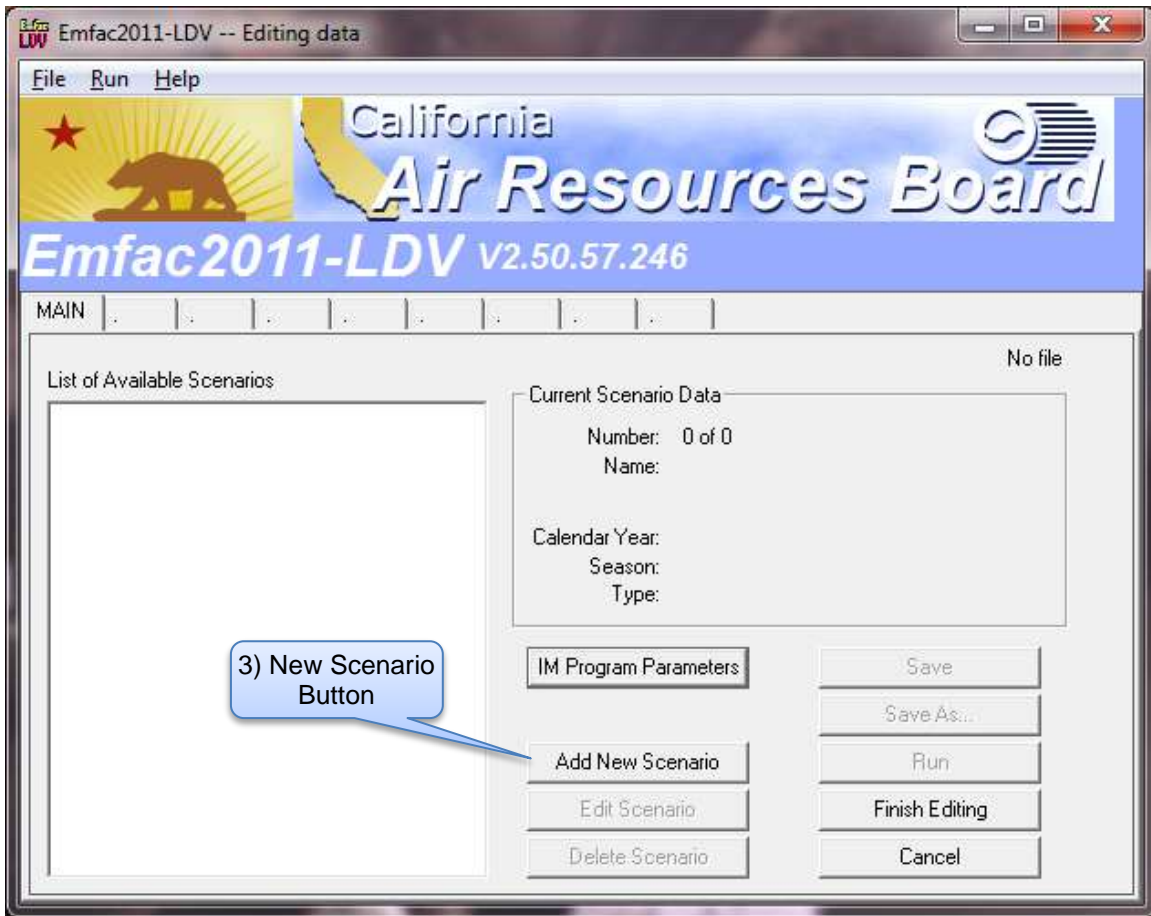 E-fac
LDV
Emfac2011-LDV -- Editing data
File Run Help
California
Air Resources Board
Emfac2011-LDV V2.50.57.246
MAIN . . . . . . . .
No file
List of Available Scenarios
Current Scenario Data
Number: 0 of 0
Name:
Calendar Year:
Season:
Type:
3) New Scenario
Button
IM Program Parameters
Save
Save As...
Add New Scenario
Run
Edit Scenario
Finish Editing
Delete Scenario
Cancel